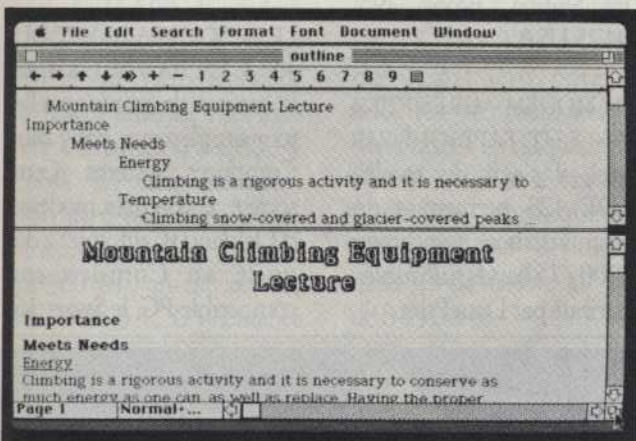 File Edit Search Format Font Document Window
outline
+ - 1 2 3 4 5 6 7 8 9
Mountain Climbing Equipment Lecture
Importance
Meets Needs
Energy
Climbing is a rigorous activity and it is necessary to
Temperature
Climbing snow-covered and glacier-covered peaks
Mountain Climbing Equipment
Lecture
Importance
Meets Needs
Energy
Climbing is a rigorous activity and it is necessary to conserve as
much energy as one can, as well as replace. Having the proper
Page 1 Normal+...